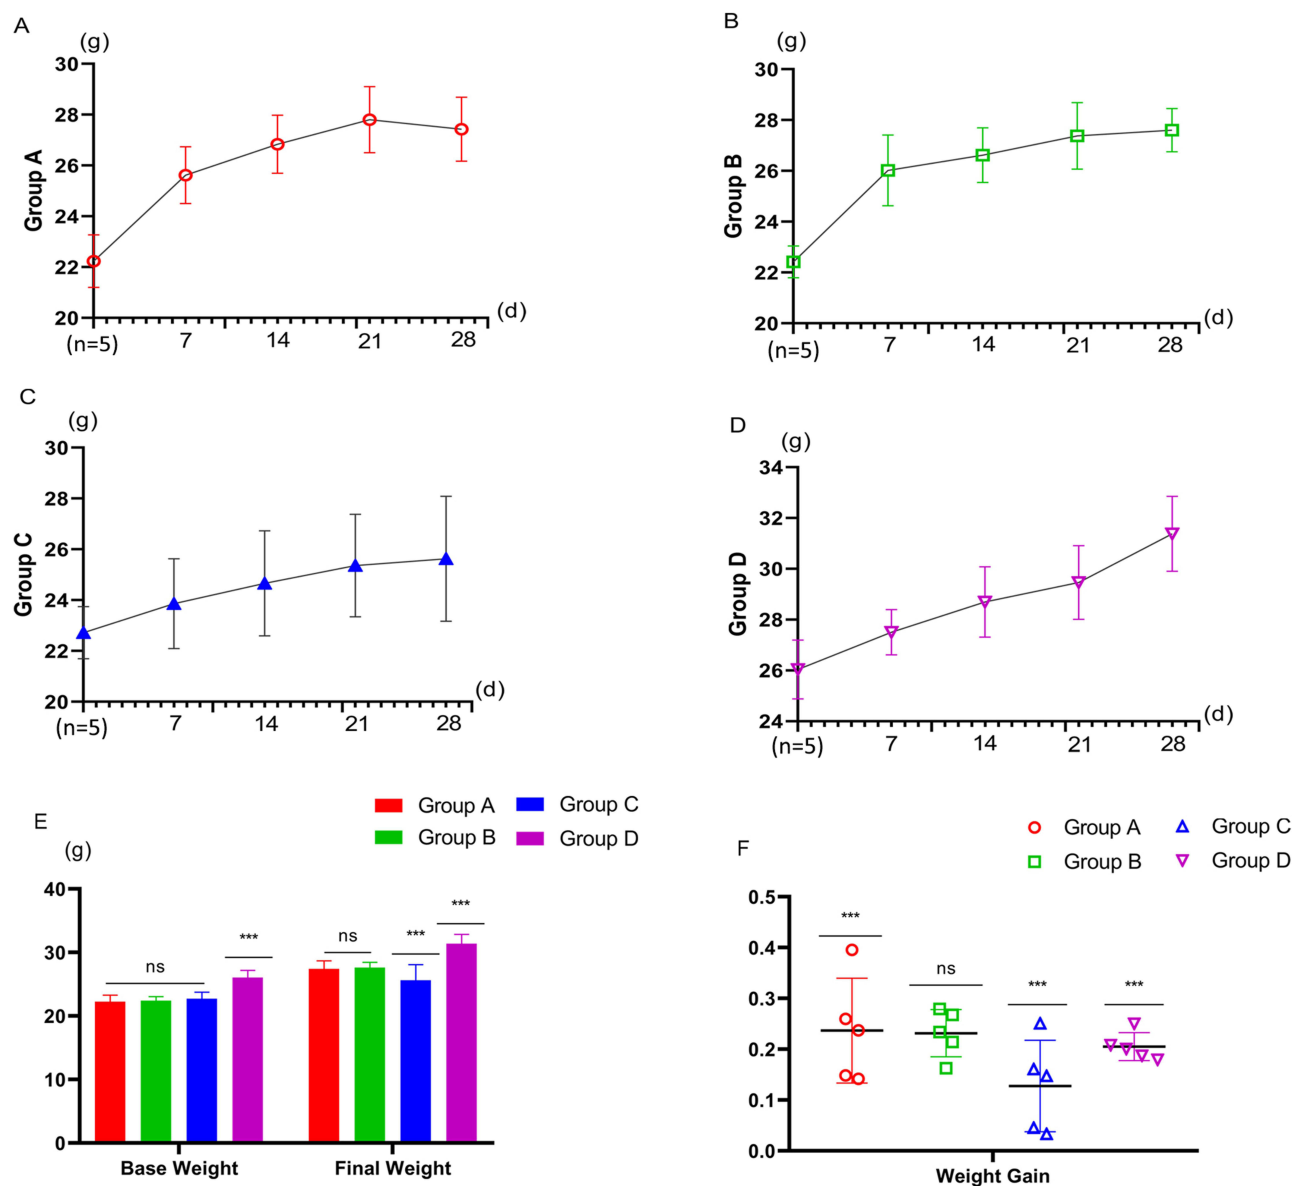 A
(g)
30
28
26
24
22
20
Group A
(n=5)
7
14
21
28
(d)
B
(g)
30
28
26
24
22
20
Group B
(n=5)
7
14
21
28
(d)
C
(g)
30
28
26
24
22
20
Group C
(n=5)
7
14
21
28
(d)
D
(g)
34
32
30
28
26
24
Group D
(n=5)
7
14
21
28
(d)
E
(g)
Group A
Group C
Group B
Group D
40
30
20
10
0
ns
***
ns
***
***
Base Weight
Final Weight
F
Group A
Group C
Group B
Group D
0.5
0.4
0.3
0.2
0.1
0.0
***
ns
***
***
Weight Gain